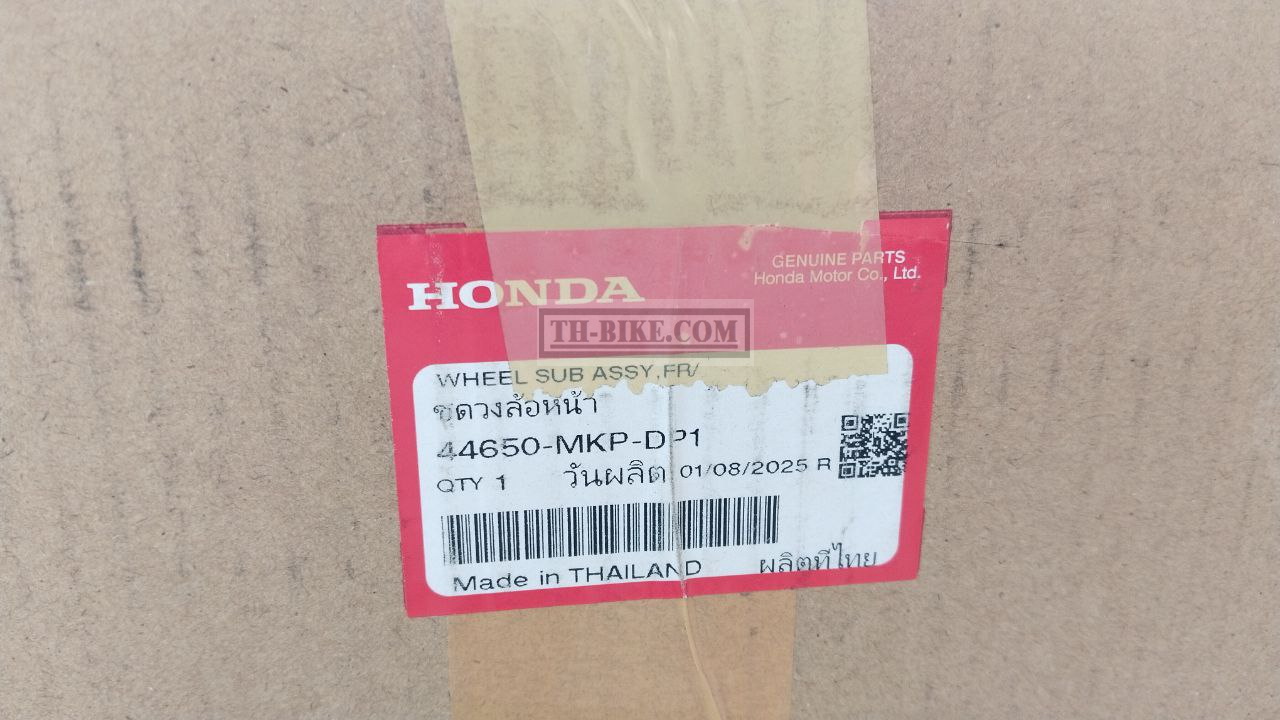 HONDA
GENUINE PARTS
Honda Motor Co., Ltd.
TH-BIKE.COM
WHEEL SUB ASSY,FR/
ชุดวงล้อหน้า
44650-MKP-DP1
QTY 1 วันผลิต 01/08/2025 R
Made in THAILAND ผลิตที่ไทย